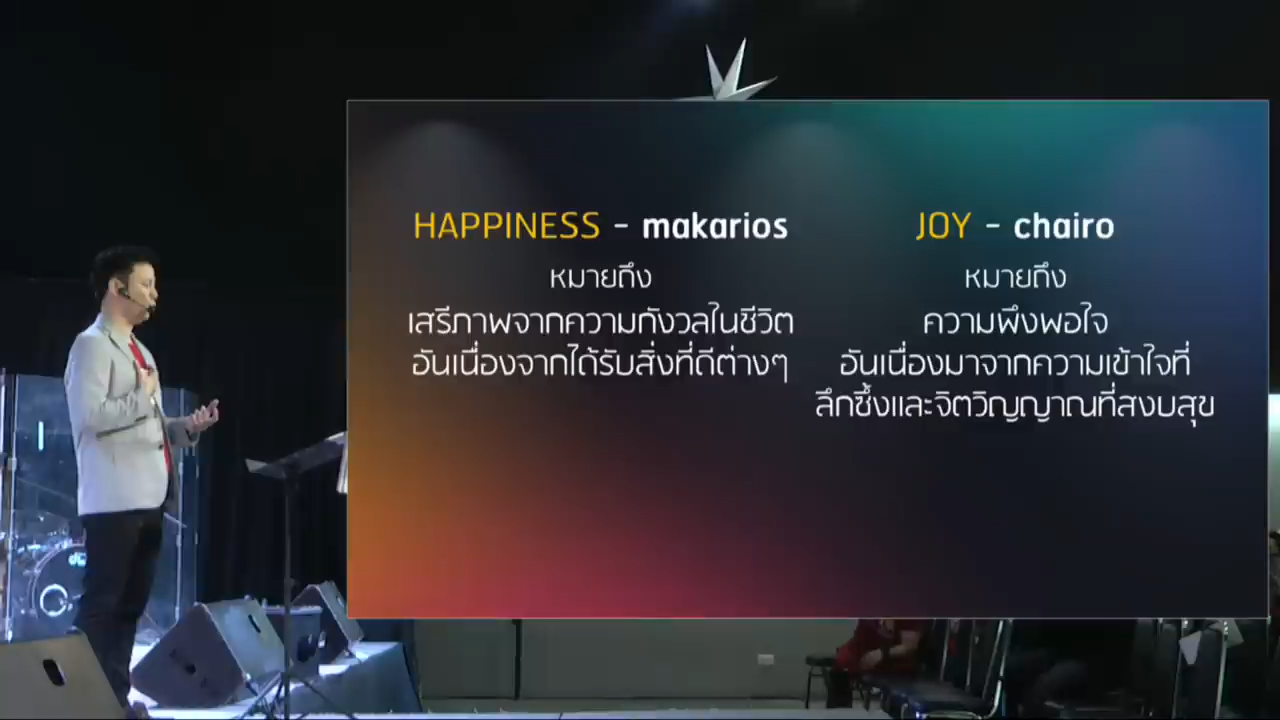 HAPPINESS - makarios
หมายถึง
เสรีภาพจากความกังวลในชีวิต
อันเนื่องจากได้รับสิ่งที่ดีต่างๆ
JOY - chairo
หมายถึง
ความพึงพอใจ
อันเนื่องมาจากความเข้าใจที่
ลึกซึ้งและจิตวิญญาณที่สงบสุข